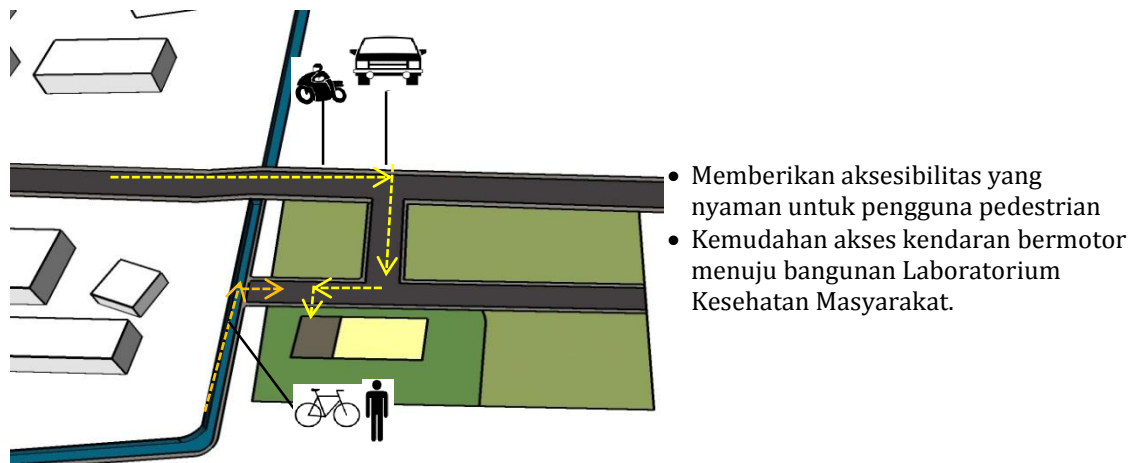 • Memberikan aksesibilitas yang
nyaman untuk pengguna pedestrian
• Kemudahan akses kendaran bermotor
menuju bangunan Laboratorium
Kesehatan Masyarakat.